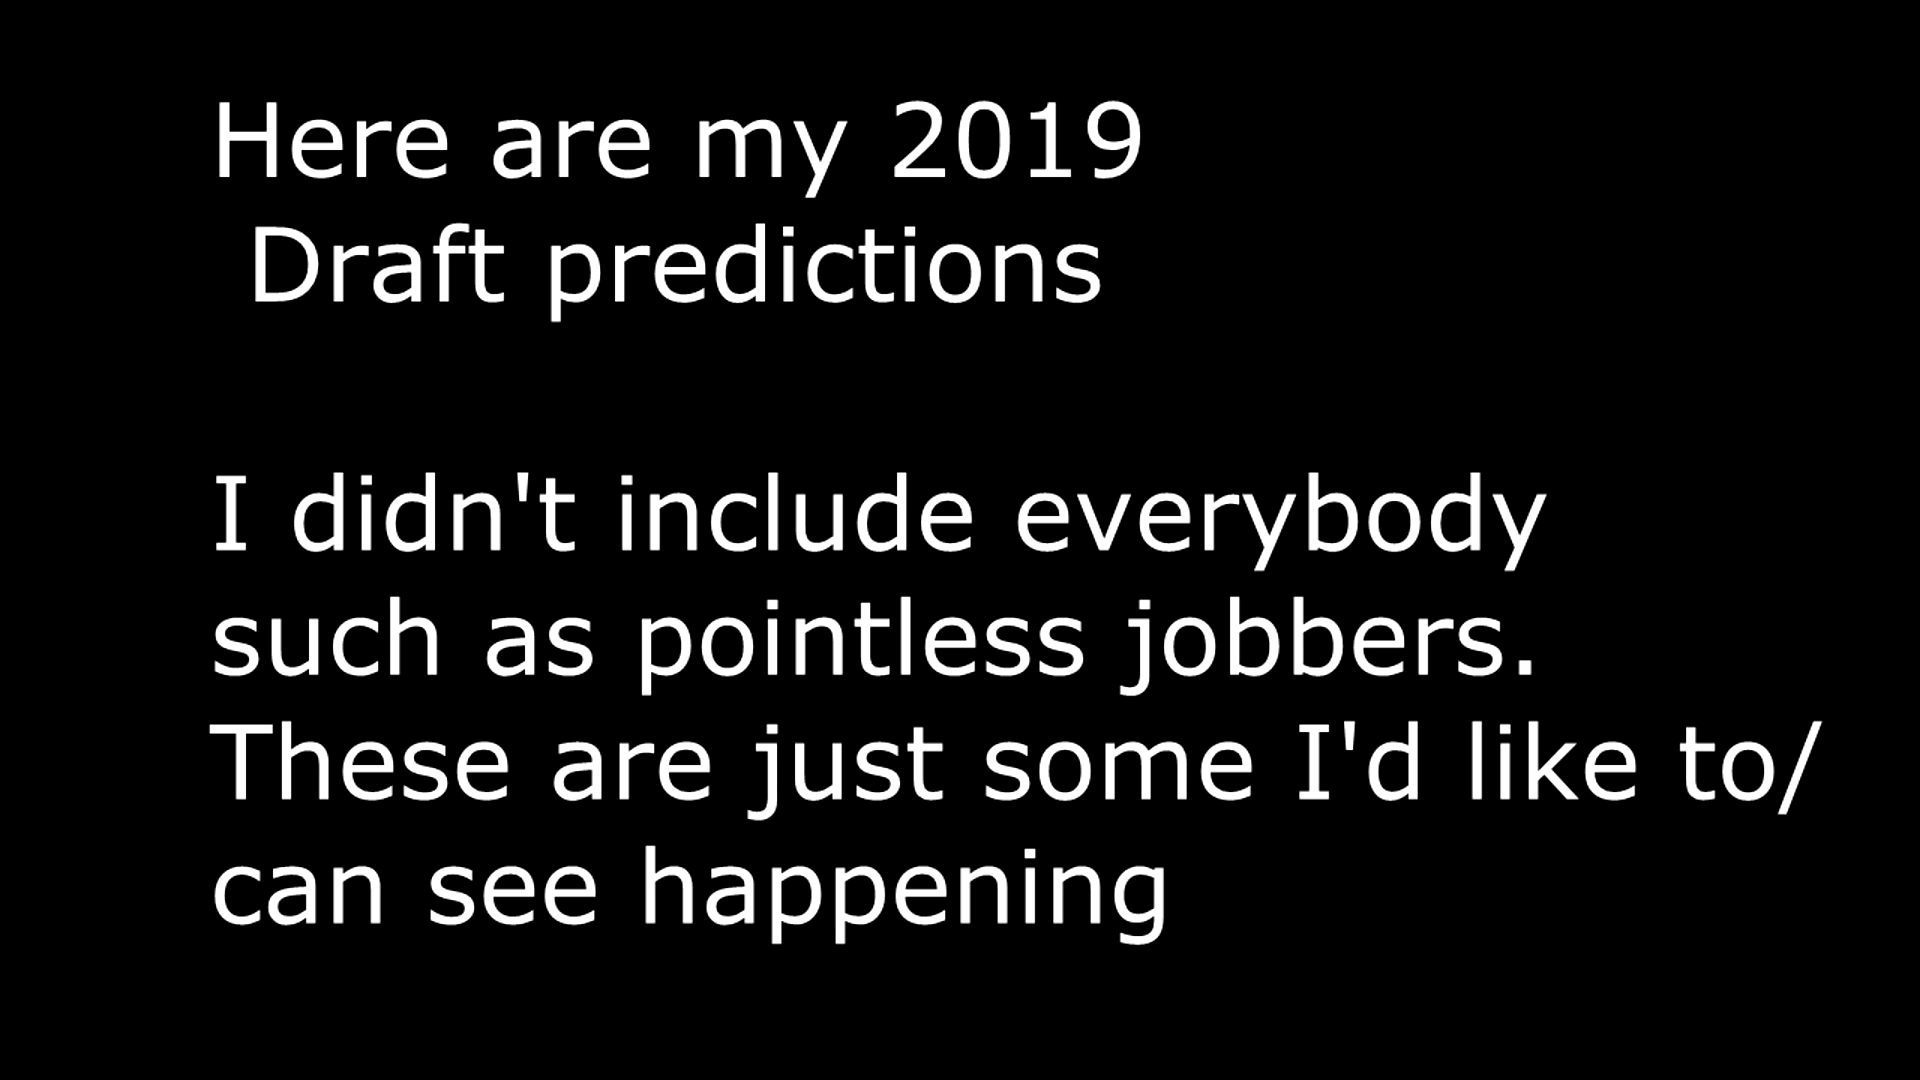 Here are my 2019
Draft predictions
I didn't include everybody
such as pointless jobbers.
These are just some I'd like to/
can see happening